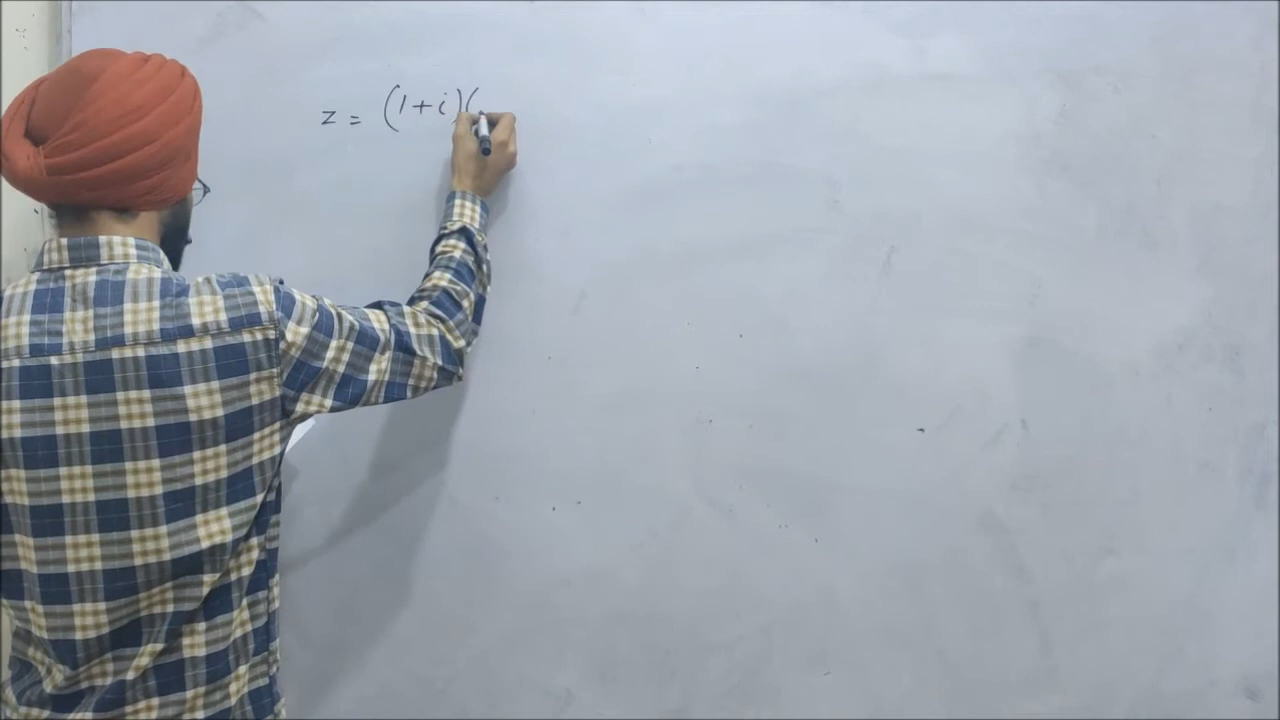 z = (1+i)(